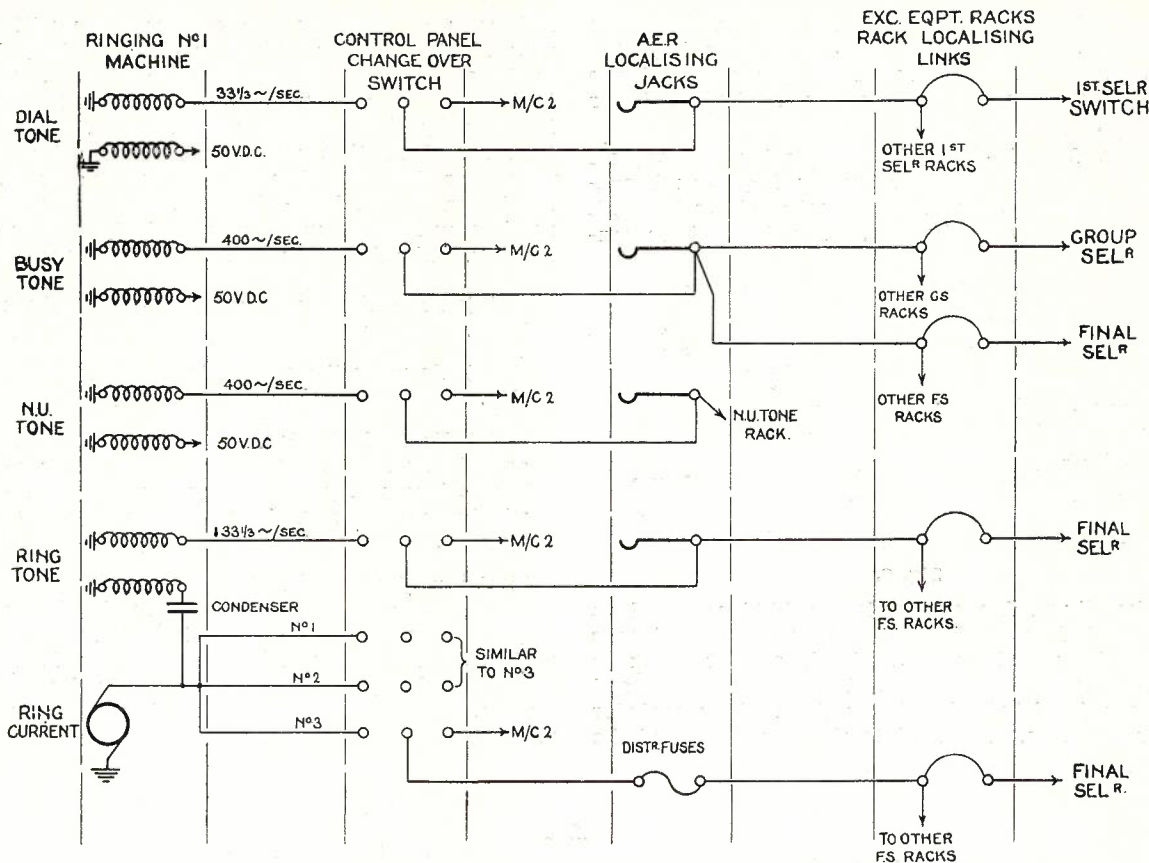 RINGING Nº1
MACHINE
CONTROL PANEL
CHANGE OVER
SWITCH
A.E.R.
LOCALISING
JACKS
EXC. EQPT. RACKS
RACK LOCALISING
LINKS
DIAL
TONE
33⅓~/SEC.
M/C 2
1ST. SELR
SWITCH
50V.D.C.
OTHER 1ST
SELR RACKS
BUSY
TONE
400~/SEC.
M/C 2
GROUP
SELR
50V D.C
OTHER GS
RACKS
FINAL
SELR
N.U.
TONE
400~/SEC.
M/C 2
OTHER FS
RACKS
N.U.TONE
RACK.
50V.D.C
RING
TONE
133⅓~/SEC.
M/C 2
FINAL
SELR
CONDENSER
TO OTHER
F.S. RACKS.
Nº1
SIMILAR
TO Nº3
Nº2
RING
CURRENT
Nº3
M/C 2
DISTR. FUSES
FINAL
SELR.
TO OTHER
F.S. RACKS